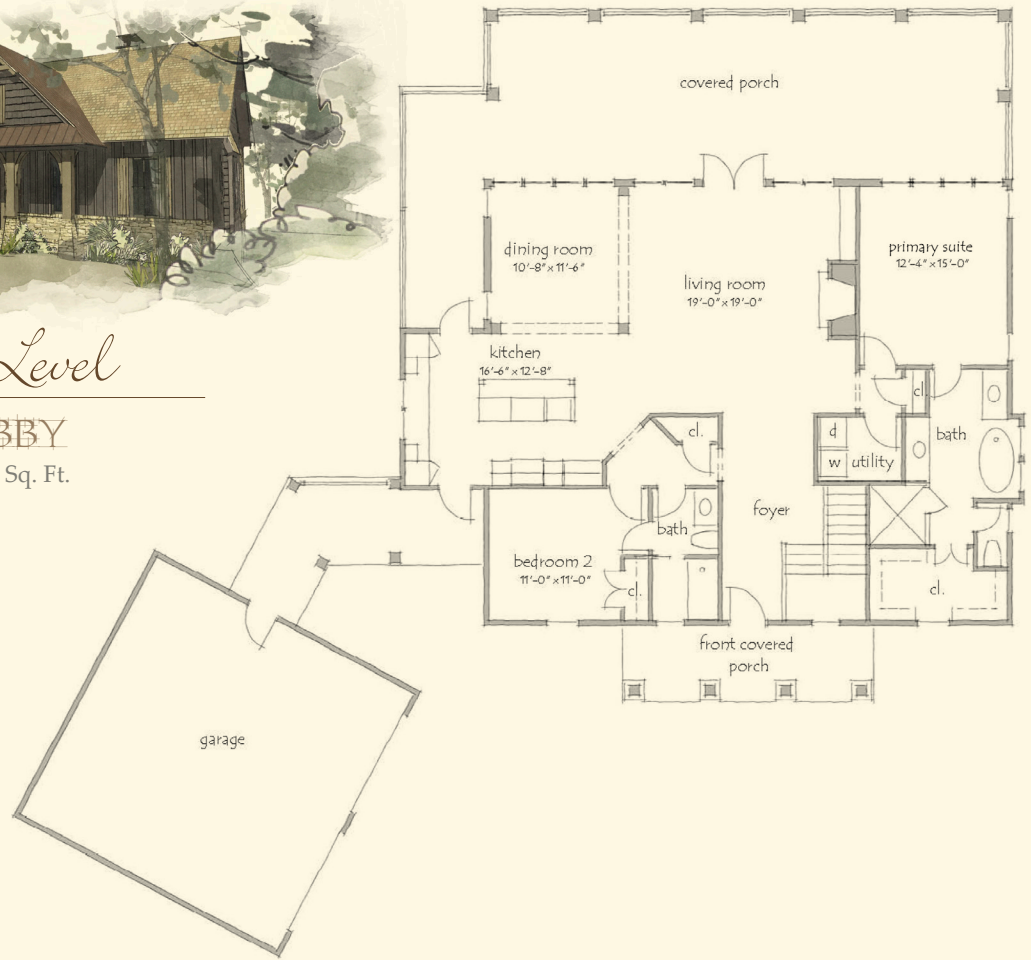 covered porch
dining room
10'-8" x 11'-6"
living room
19'-0" x 19'-0"
primary suite
12'-4" x 15'-0"
Level
kitchen
16'-6" x 12'-8"
cl.
BBY
Sq. Ft.
cl.
d
w utility
bath
foyer
bath
bedroom 2
11'-0" x 11'-0"
cl.
cl.
front covered
porch
garage